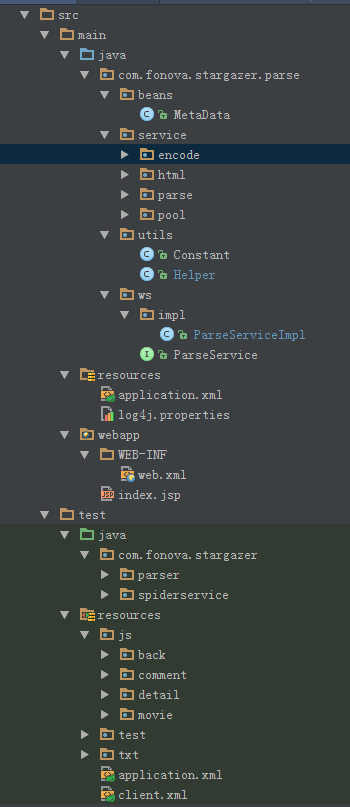 src
main
java
com.fonova.stargazer.parse
beans
MetaData
service
encode
html
parse
pool
utils
Constant
Helper
ws
impl
ParseServiceImpl
ParseService
resources
application.xml
log4j.properties
webapp
WEB-INF
web.xml
index.jsp
test
java
com.fonova.stargazer
parser
spiderservice
resources
js
back
comment
detail
movie
test
txt
application.xml
client.xml